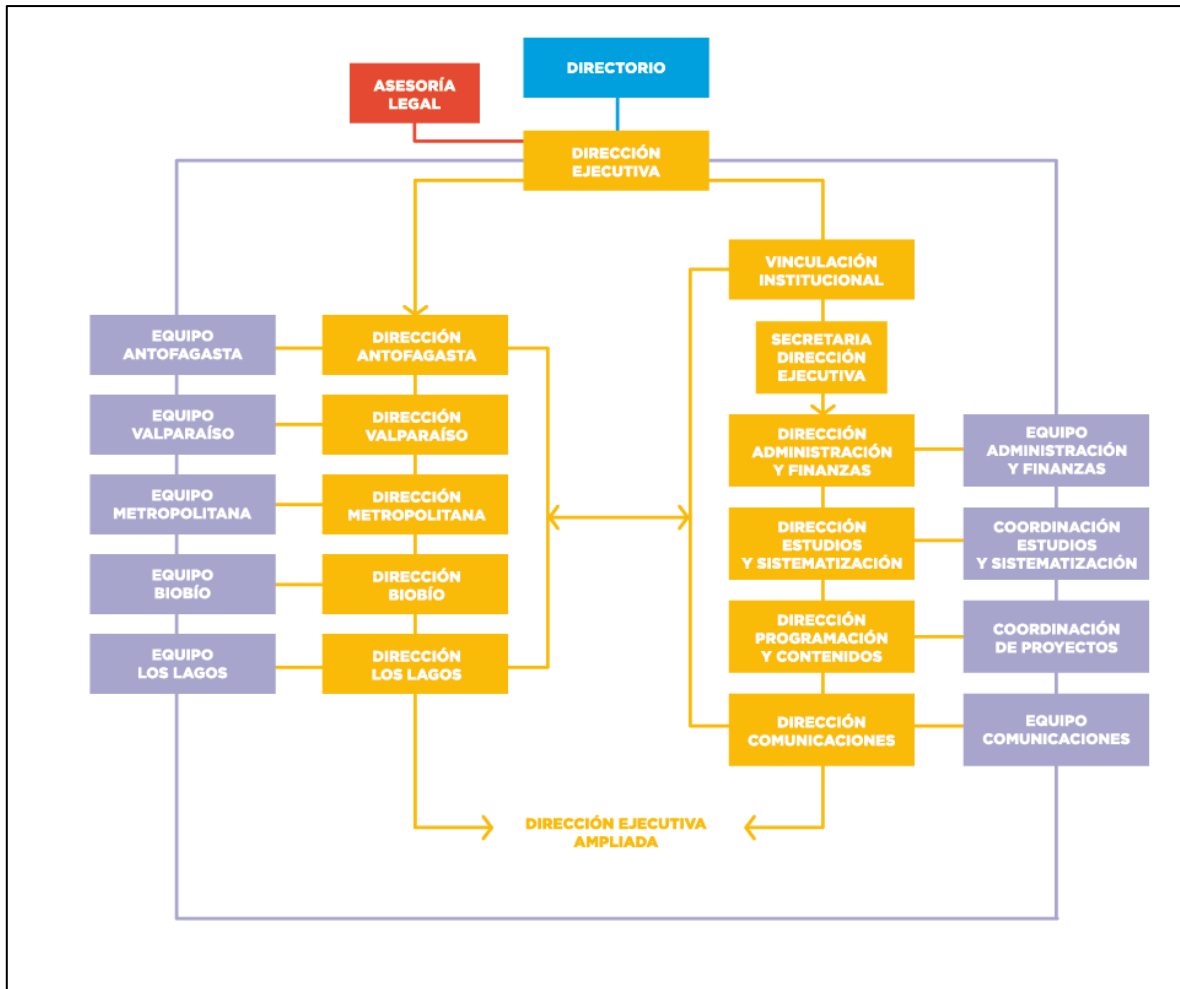 DIRECTORIO
ASESORÍA
LEGAL
DIRECCIÓN
EJECUTIVA
VINCULACIÓN
INSTITUCIONAL
SECRETARIA
DIRECCIÓN
EJECUTIVA
EQUIPO
ANTOFAGASTA
DIRECCIÓN
ANTOFAGASTA
EQUIPO
VALPARAÍSO
DIRECCIÓN
VALPARAÍSO
EQUIPO
METROPOLITANA
DIRECCIÓN
METROPOLITANA
EQUIPO
BIOBÍO
DIRECCIÓN
BIOBÍO
EQUIPO
LOS LAGOS
DIRECCIÓN
LOS LAGOS
DIRECCIÓN
ADMINISTRACIÓN
Y FINANZAS
EQUIPO
ADMINISTRACIÓN
Y FINANZAS
DIRECCIÓN
ESTUDIOS
Y SISTEMATIZACIÓN
COORDINACIÓN
ESTUDIOS
Y SISTEMATIZACIÓN
DIRECCIÓN
PROGRAMACIÓN
Y CONTENIDOS
COORDINACIÓN
DE PROYECTOS
DIRECCIÓN
COMUNICACIONES
EQUIPO
COMUNICACIONES
DIRECCIÓN EJECUTIVA
AMPLIADA